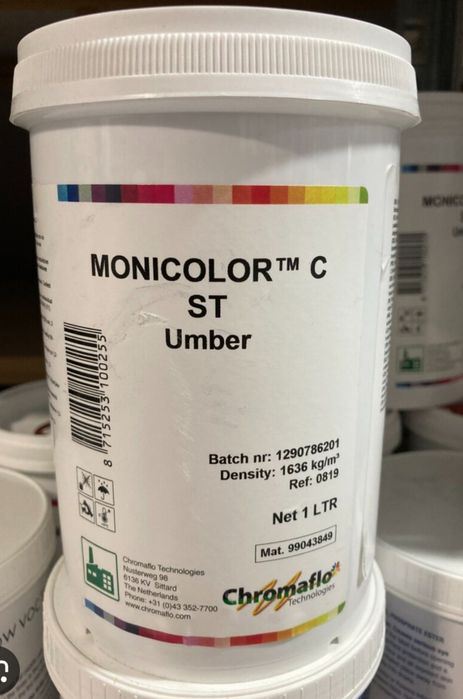 MONICOLOR™ C
ST
Umber
8 715253 100255
Batch nr: 1290786201
Density: 1636 kg/m³
Ref: 0819
Net 1 LTR
Mat. 99043849
Chromaflo Technologies
Nusterweg 98
6136 KV Sittard
The Netherlands
Phone: +31 (0)43 352-7700
www.chromaflo.com
Chromaflo
Technologies
MONICO